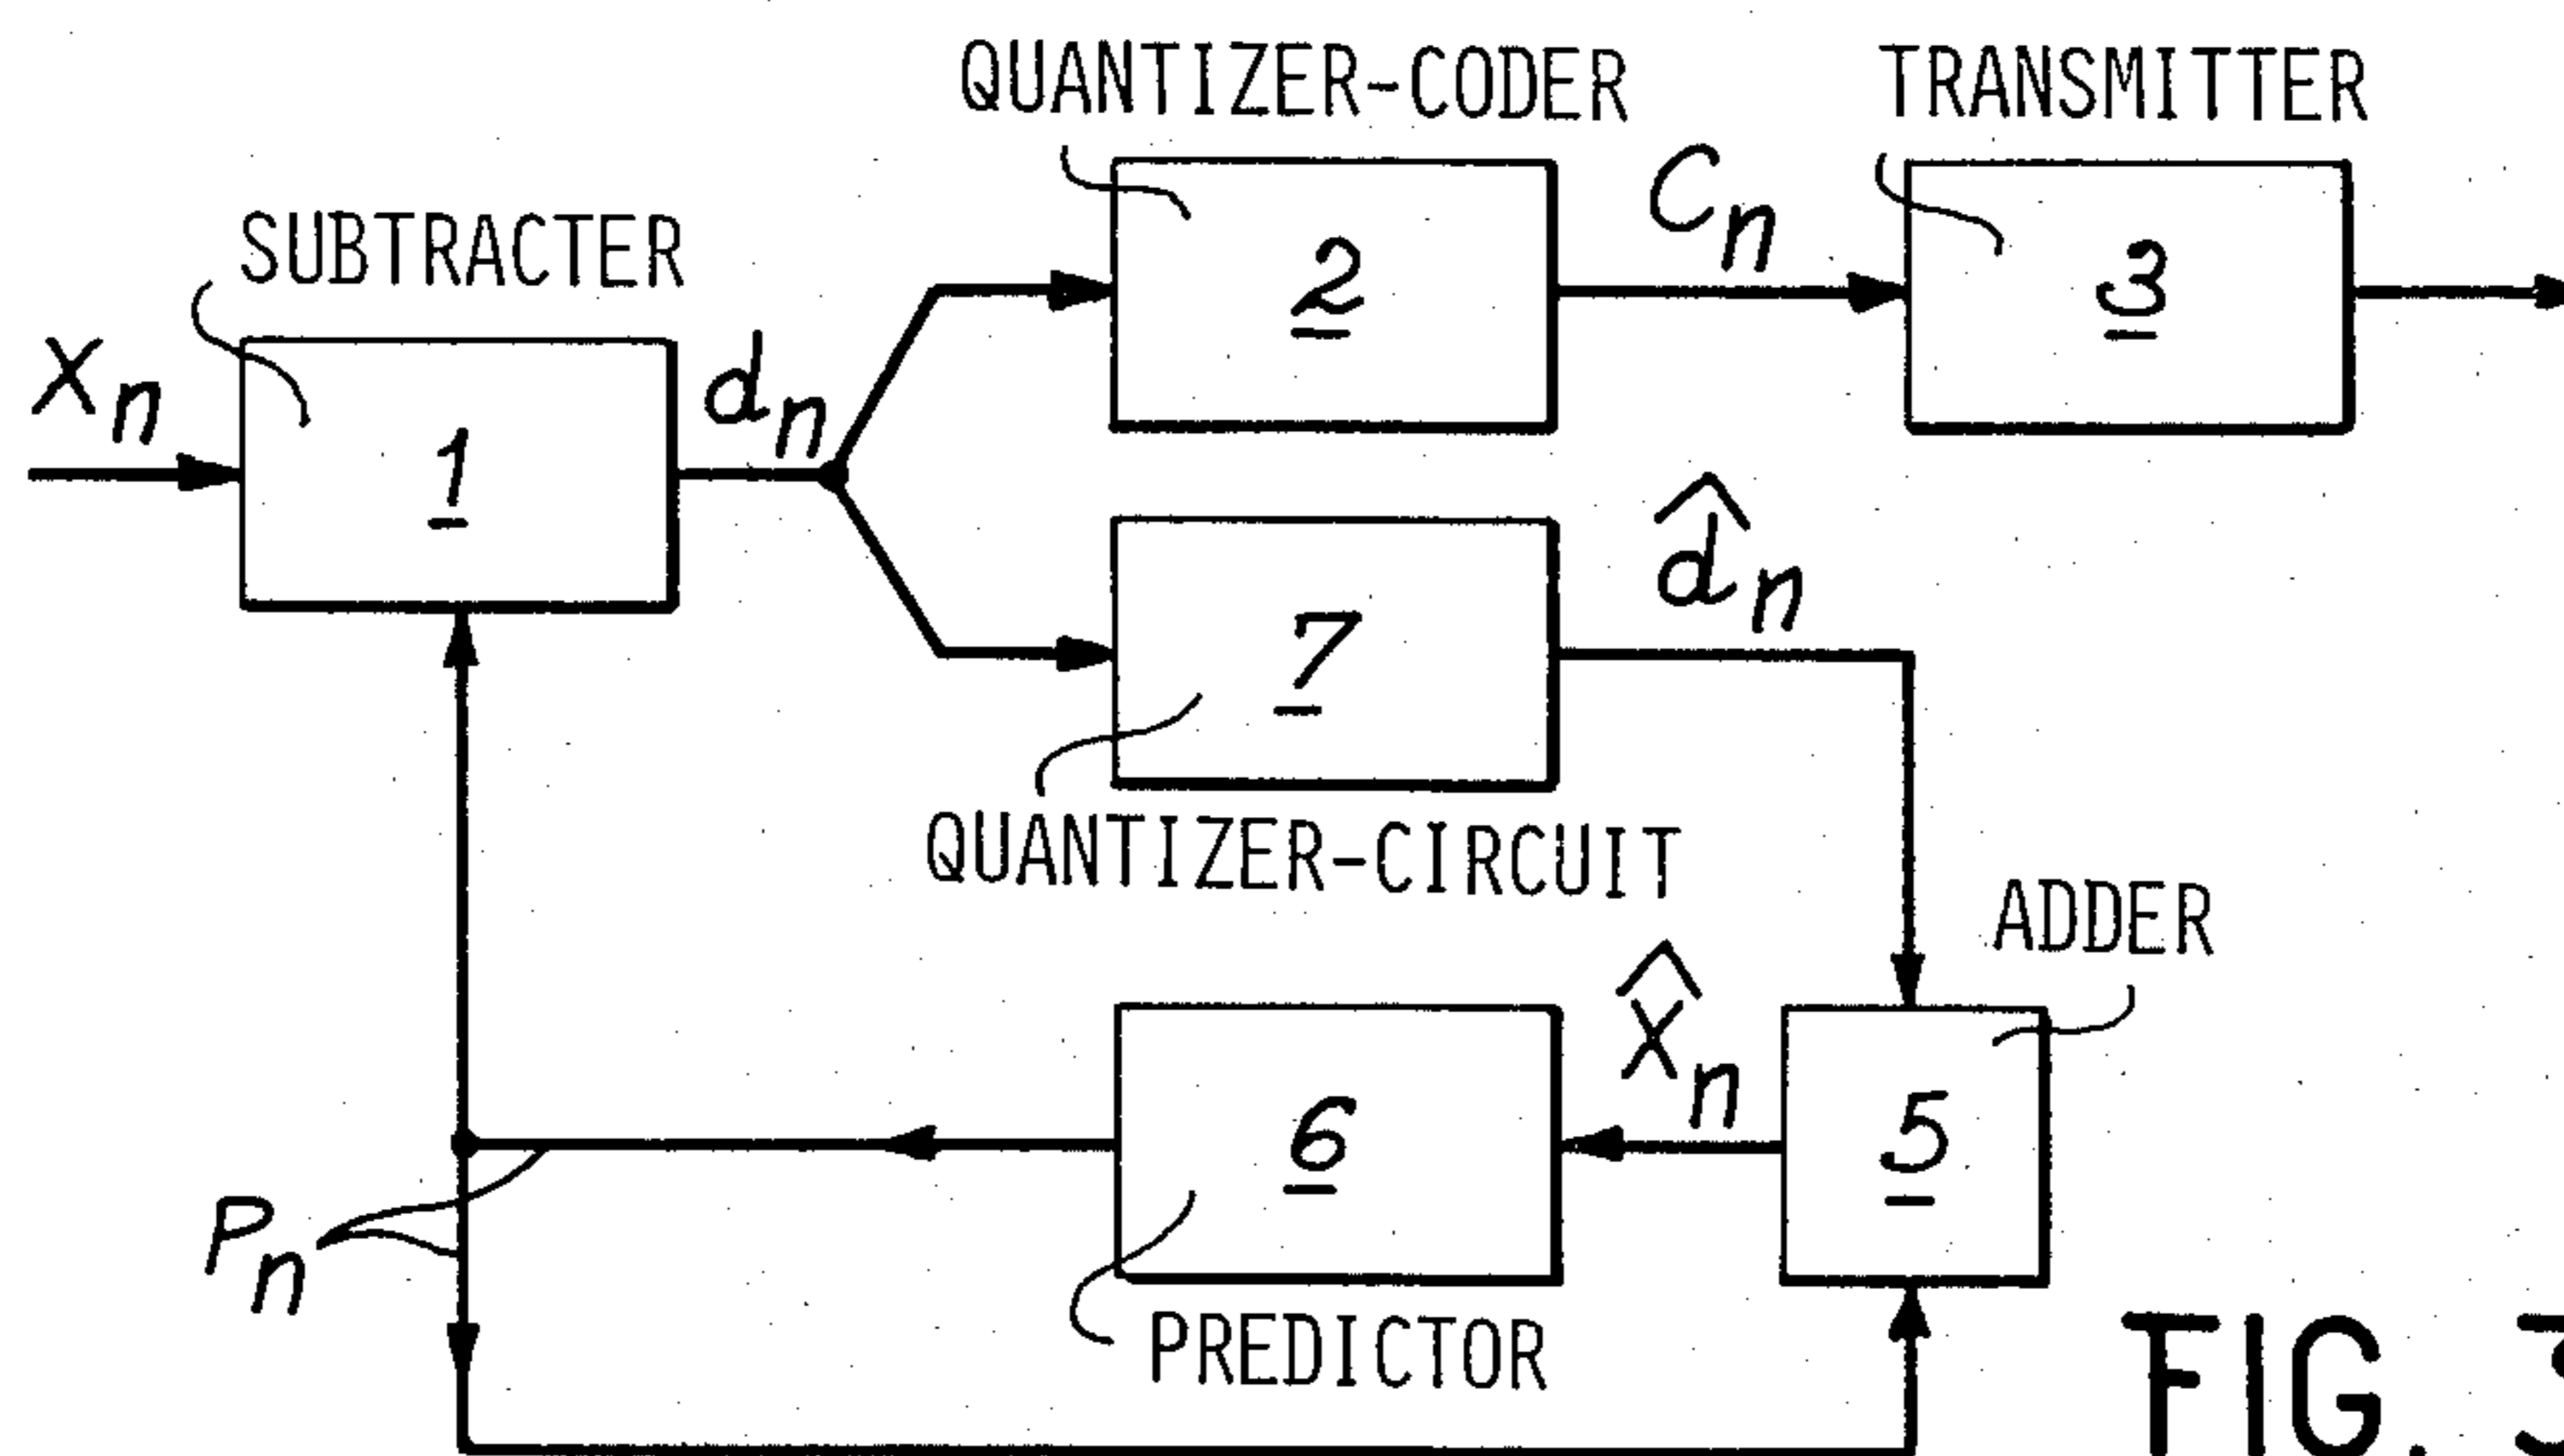 QUANTIZER-CODER
TRANSMITTER
SUBTRACTER
Xn
1
dn
2
Cn
3
7
d̂n
QUANTIZER-CIRCUIT
ADDER
X̂n
6
5
Pn
PREDICTOR
FIG. 3